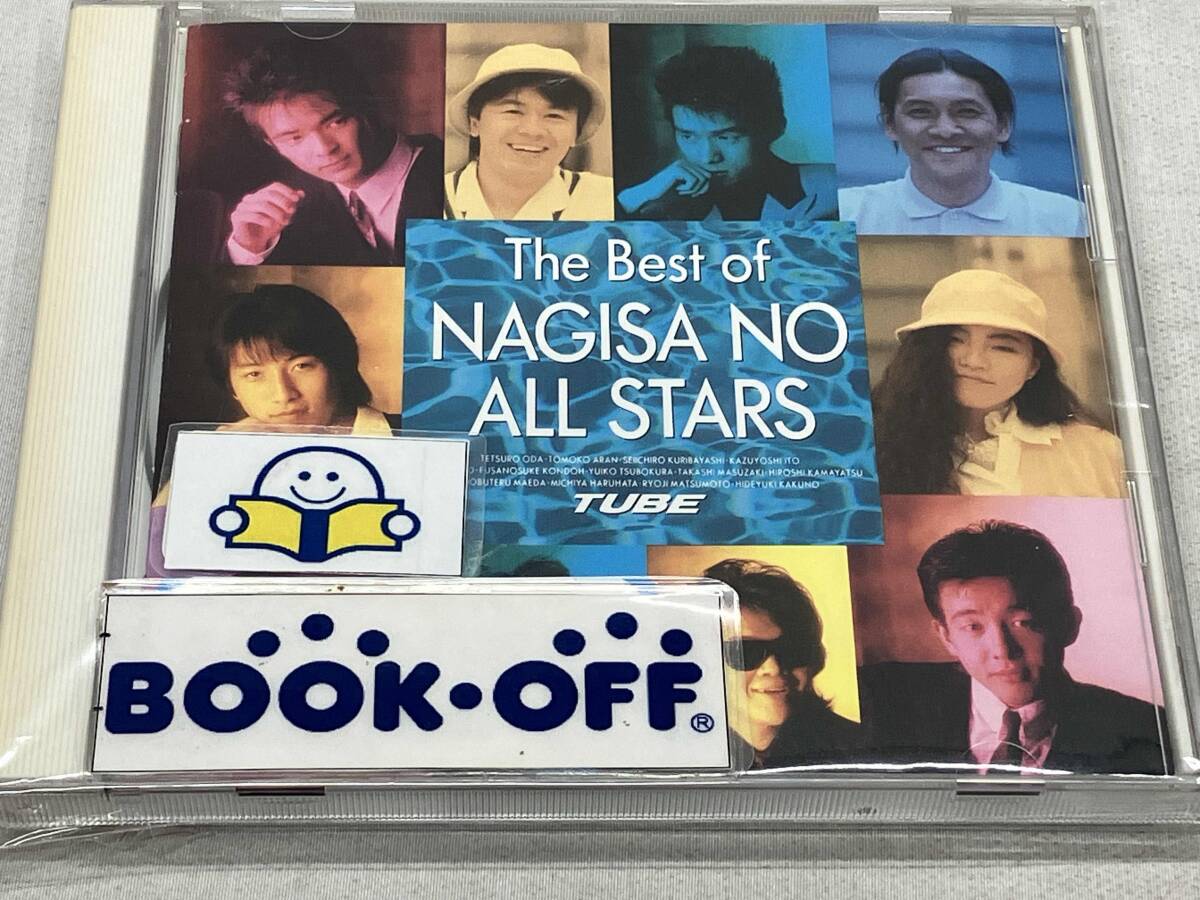 The Best of
NAGISA NO
ALL STARS
TETSURO ODA・TOMOKO ARAN・SEIICHIRO KURIBAYASHI・KAZUYOSHI ITO
FUSANOSUKE KONDOH・YUIKO TSUBOKURA・TAKASHI MASUZAKI・HIROSHI KAMAYATSU
MAEDA・MICHIYA HARUHATA・RYOJI MATSUMOTO・HIDEYUKI KAKUNO
TUBE
BOOK・OFF®